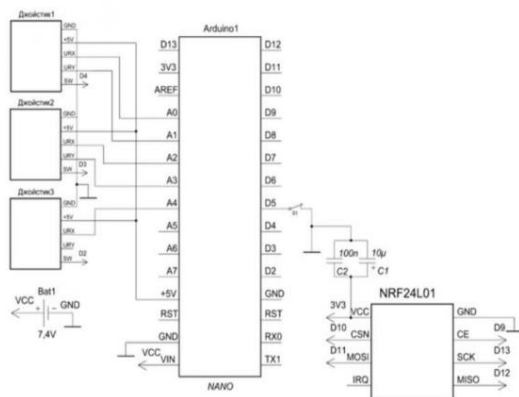 Джойстик1
GND
+5V
URX
URY
SW
D4
Джойстик2
GND
+5V
URX
URY
SW
D3
Джойстик3
GND
+5V
URX
URY
SW
D2
Bat1
VCC
+
−
GND
7,4V
Arduino1
D13
3V3
AREF
A0
A1
A2
A3
A4
A5
A6
A7
+5V
RST
GND
VCC
VIN
D12
D11
D10
D9
D8
D7
D6
D5
D4
D3
D2
GND
RST
RX0
TX1
NANO
S1
100n
10µ
C2
+
C1
NRF24L01
3V3
VCC
GND
D10
CSN
CE
D9
D11
MOSI
SCK
D13
IRQ
MISO
D12